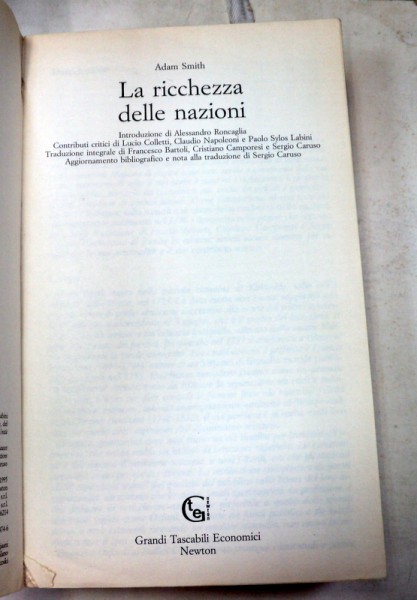 Adam Smith
La ricchezza
delle nazioni
Introduzione di Alessandro Roncaglia
Contributi critici di Lucio Colletti, Claudio Napoleoni e Paolo Sylos Labini
Traduzione integrale di Francesco Bartoli, Cristiano Camporesi e Sergio Caruso
Aggiornamento bibliografico e nota alla traduzione di Sergio Caruso
Grandi Tascabili Economici
Newton